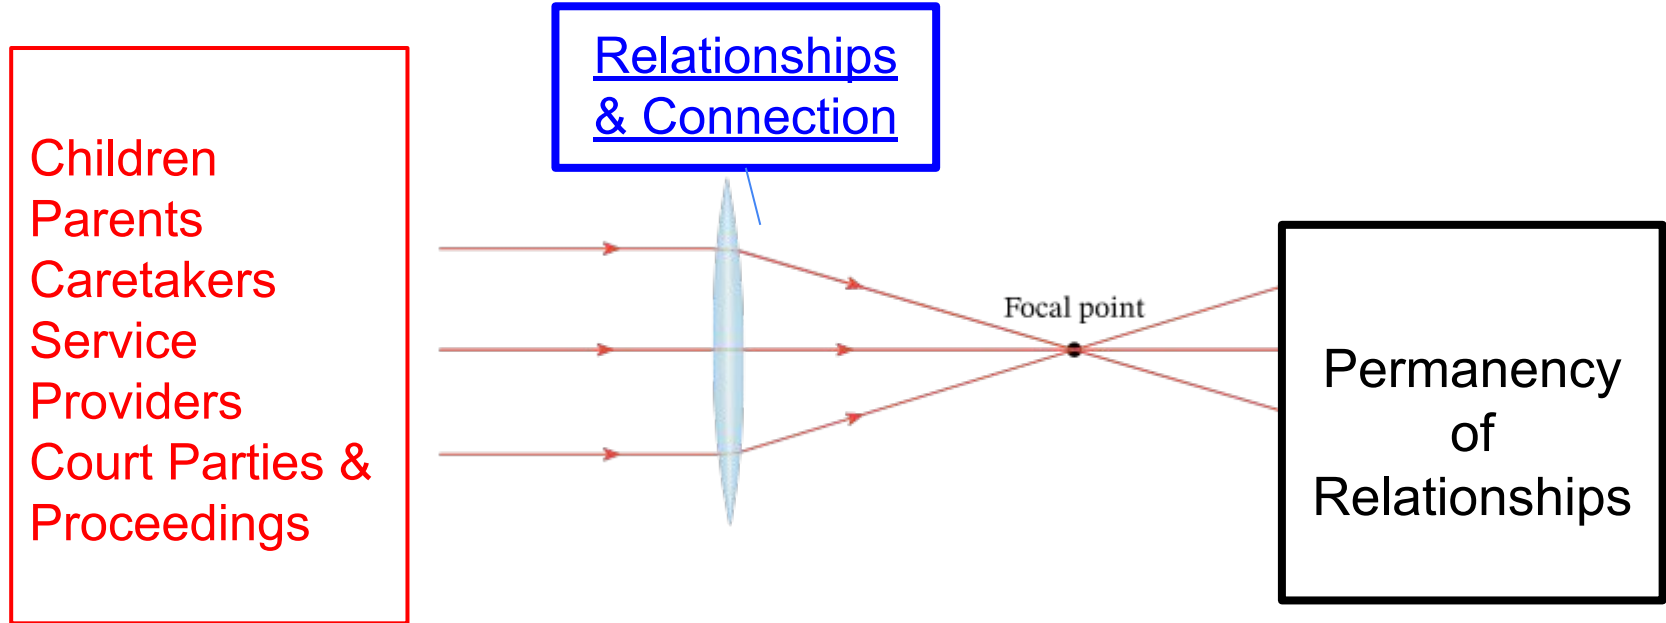 Relationships
& Connection
Children
Parents
Caretakers
Service
Providers
Court Parties &
Proceedings
Focal point
Permanency
of
Relationships